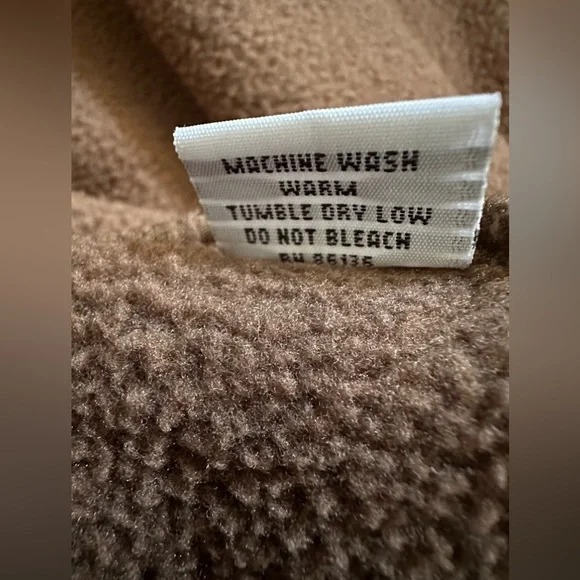 MACHINE WASH
WARM
TUMBLE DRY LOW
DO NOT BLEACH